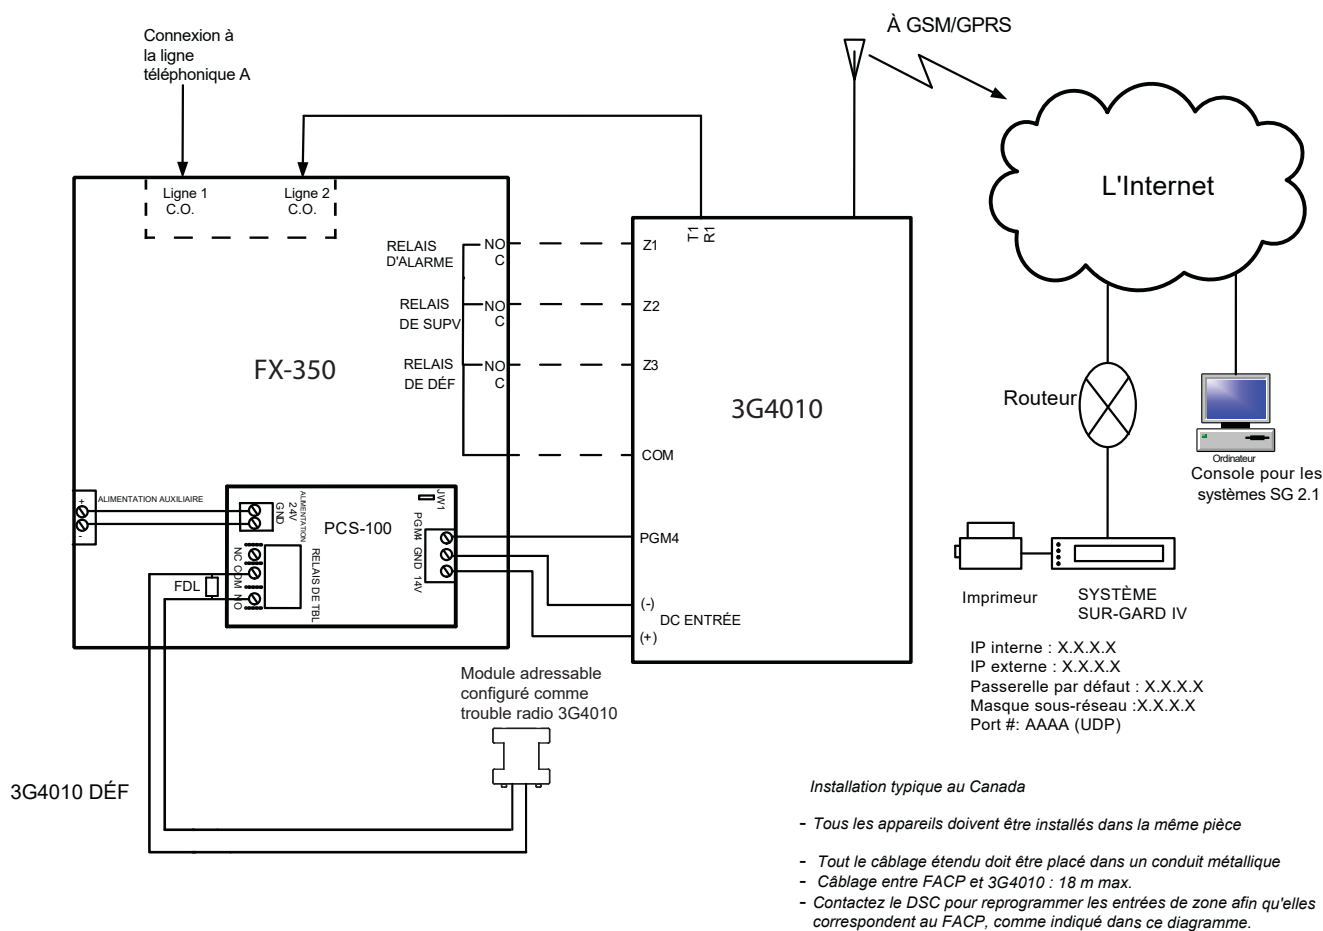 À GSM/GPRS
Connexion à
la ligne
téléphonique A
Ligne 1
C.O.
Ligne 2
C.O.
L'Internet
T1
R1
RELAIS
D'ALARME
NO
C
Z1
RELAIS
DE SUPV
NO
C
Z2
RELAIS
DE DÉF
NO
C
Z3
FX-350
3G4010
COM
Routeur
Ordinateur
Console pour les
systèmes SG 2.1
+
-
ALIMENTATION AUXILIAIRE
ALIMENTATION
24V
GND
PCS-100
JW1
PGM4 GND 14V
NC COM NO
RELAIS DE TBL
FDL
PGM4
(-)
DC ENTRÉE
(+)
Imprimeur
SYSTÈME
SUR-GARD IV
IP interne : X.X.X.X
IP externe : X.X.X.X
Passerelle par défaut : X.X.X.X
Masque sous-réseau :X.X.X.X
Port #: AAAA (UDP)
Module adressable
configuré comme
trouble radio 3G4010
3G4010 DÉF
Installation typique au Canada
- Tous les appareils doivent être installés dans la même pièce
- Tout le câblage étendu doit être placé dans un conduit métallique
- Câblage entre FACP et 3G4010 : 18 m max.
- Contactez le DSC pour reprogrammer les entrées de zone afin qu'elles
correspondent au FACP, comme indiqué dans ce diagramme.